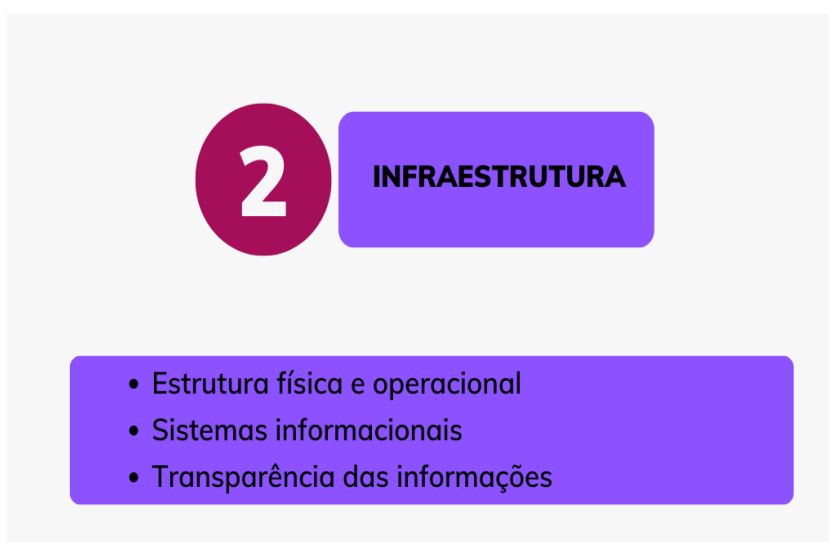 2
INFRAESTRUTURA
• Estrutura física e operacional
• Sistemas informacionais
• Transparência das informações